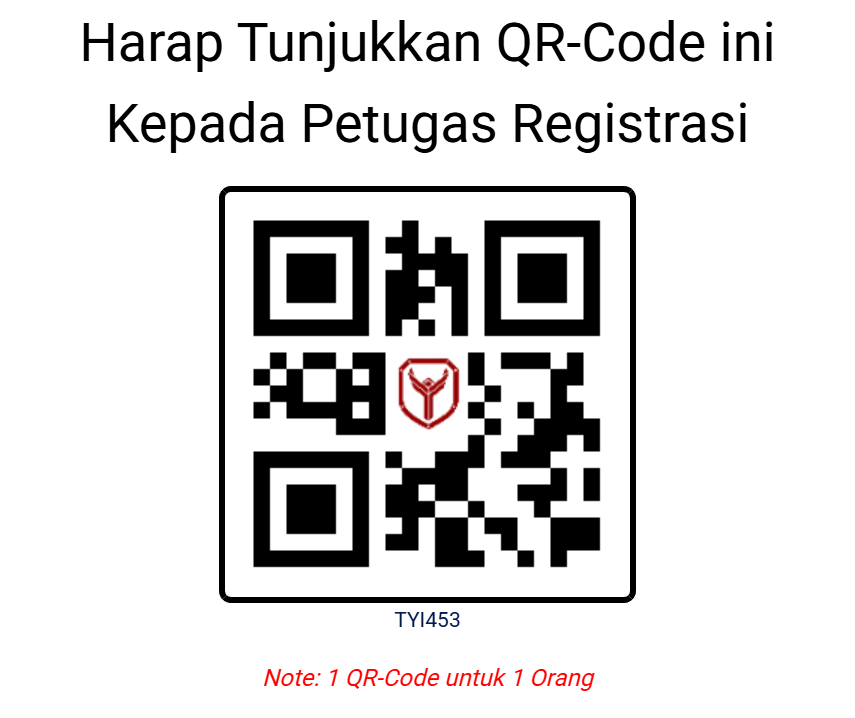 Harap Tunjukkan QR-Code ini
Kepada Petugas Registrasi
TYI453
Note: 1 QR-Code untuk 1 Orang